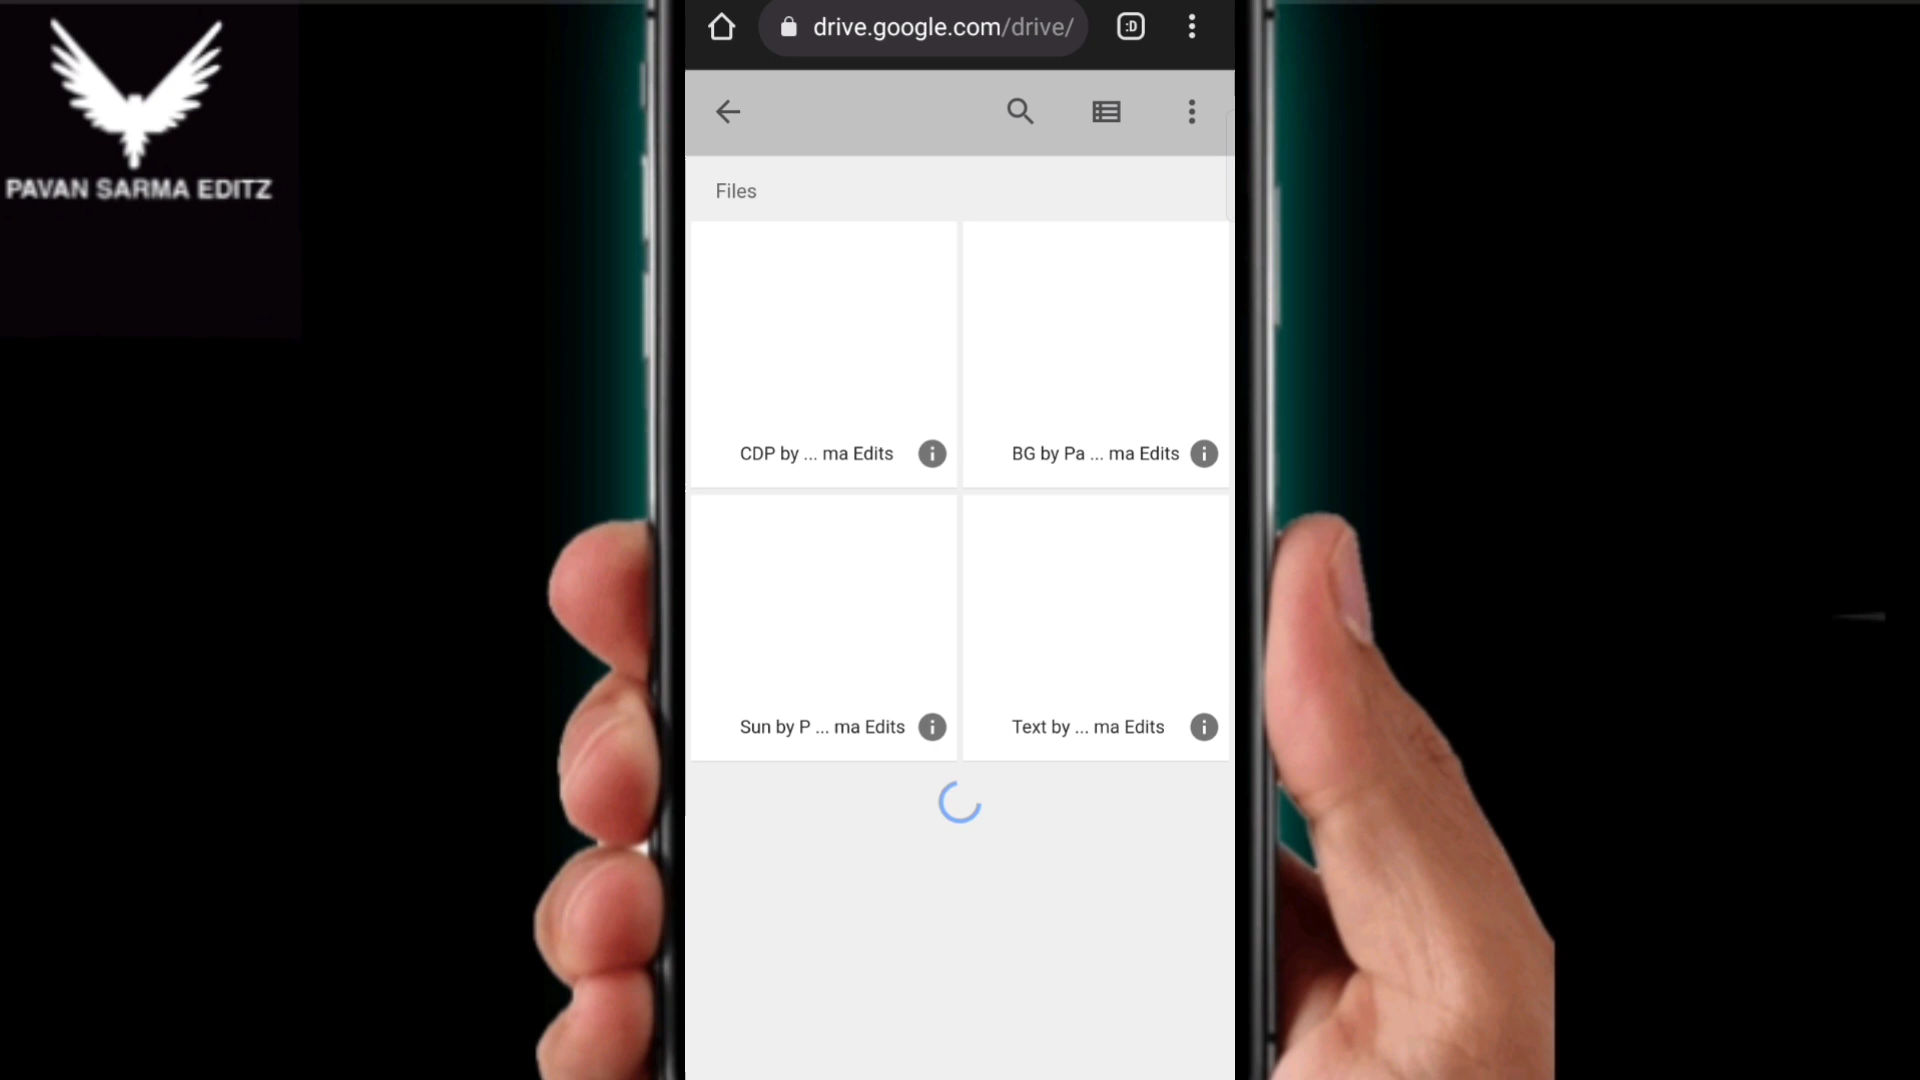 PAVAN SARMA EDITZ
drive.google.com/drive/
:D
Files
CDP by ... ma Edits
BG by Pa ... ma Edits
Sun by P ... ma Edits
Text by ... ma Edits